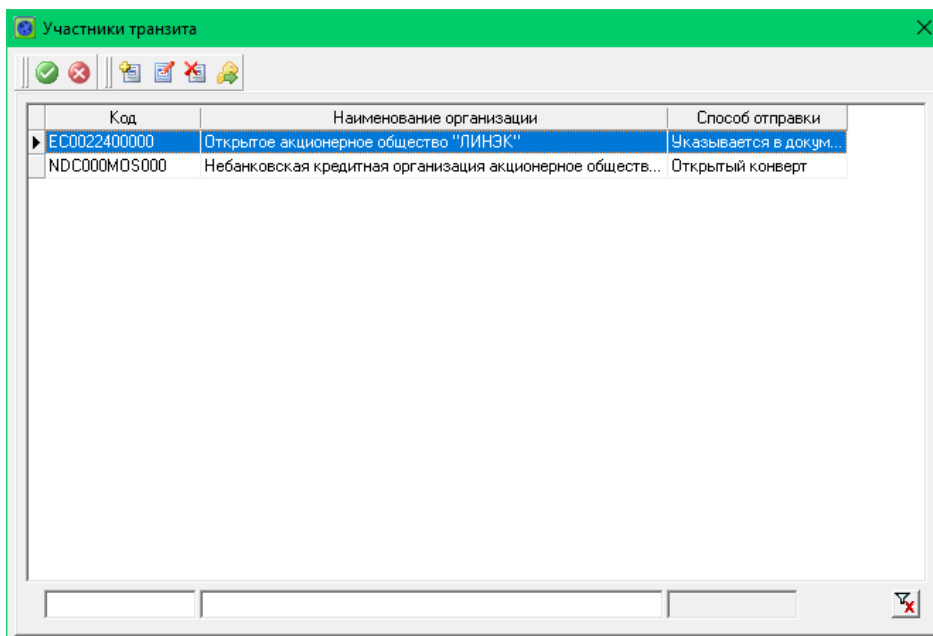 Участники транзита
Код Наименование организации Способ отправки
EC0022400000 Открытое акционерное общество "ЛИНЭК" Указывается в докум...
NDC000MOS000 Небанковская кредитная организация акционерное обществ... Открытый конверт